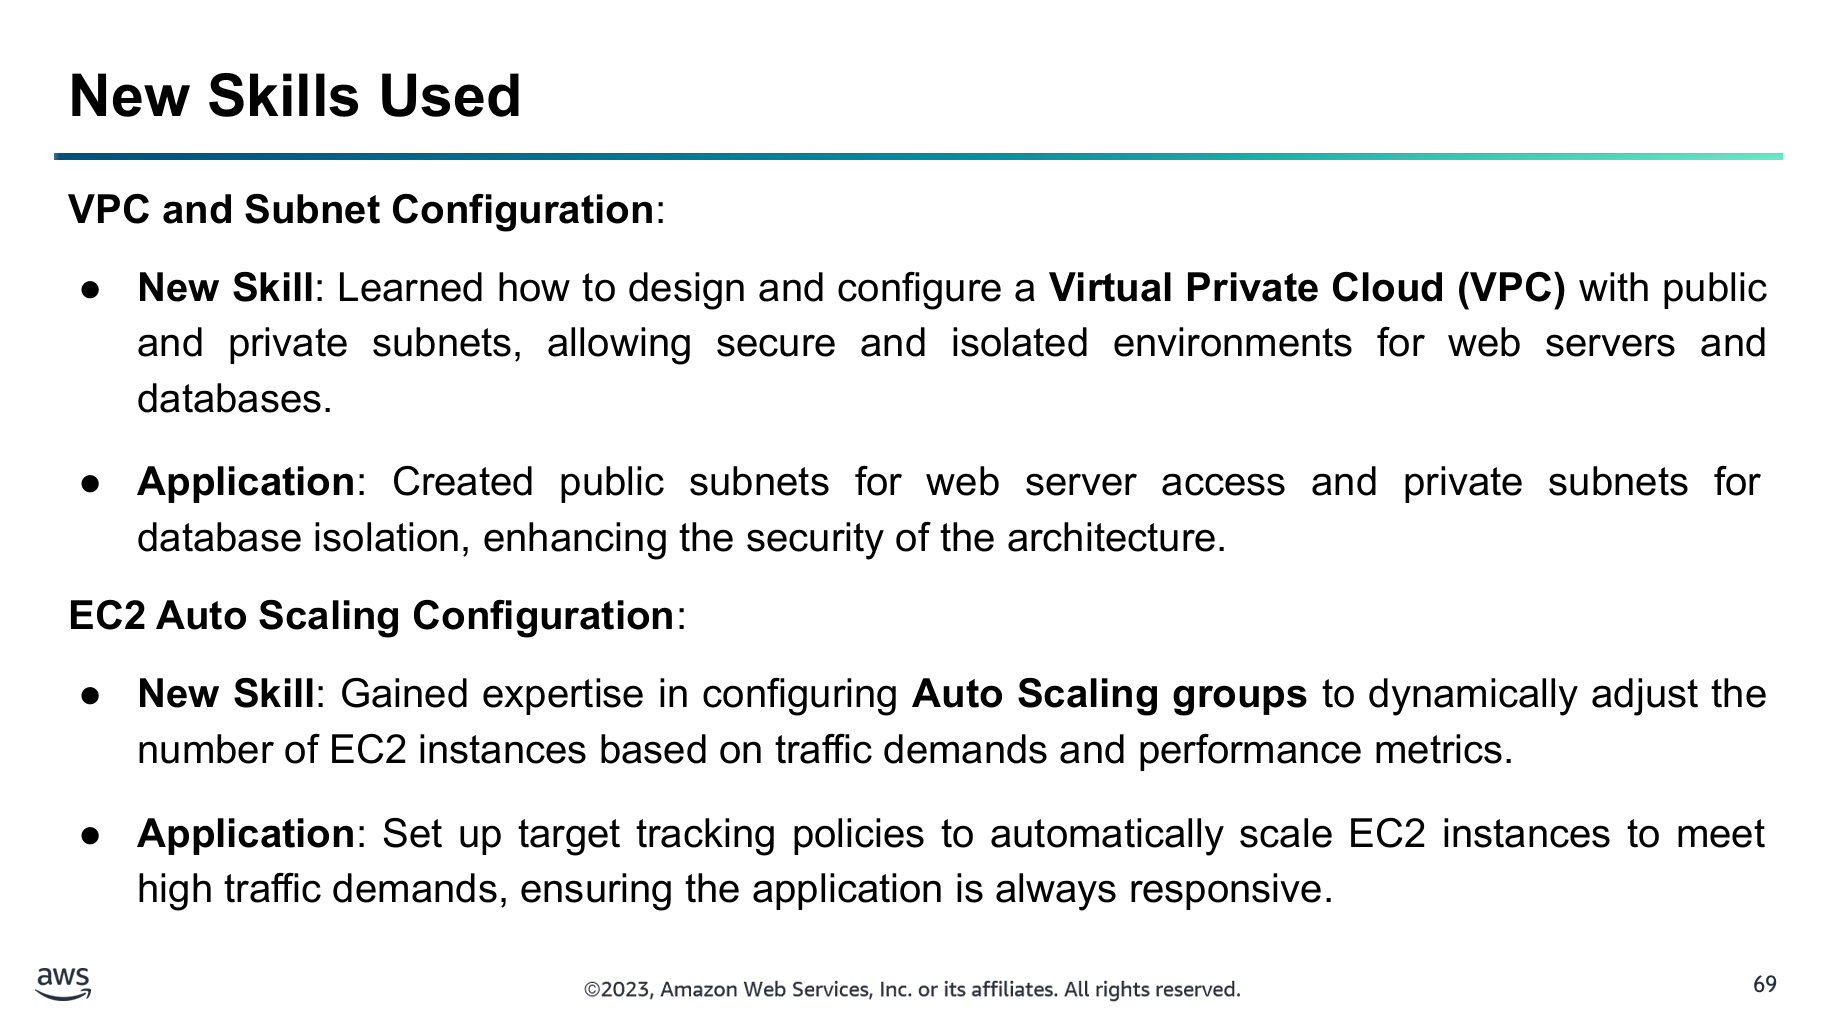 New Skills Used
VPC and Subnet Configuration:
● New Skill: Learned how to design and configure a Virtual Private Cloud (VPC) with public
and private subnets, allowing secure and isolated environments for web servers and
databases.
● Application: Created public subnets for web server access and private subnets for
database isolation, enhancing the security of the architecture.
EC2 Auto Scaling Configuration:
● New Skill: Gained expertise in configuring Auto Scaling groups to dynamically adjust the
number of EC2 instances based on traffic demands and performance metrics.
● Application: Set up target tracking policies to automatically scale EC2 instances to meet
high traffic demands, ensuring the application is always responsive.
aws
©2023, Amazon Web Services, Inc. or its affiliates. All rights reserved.
69